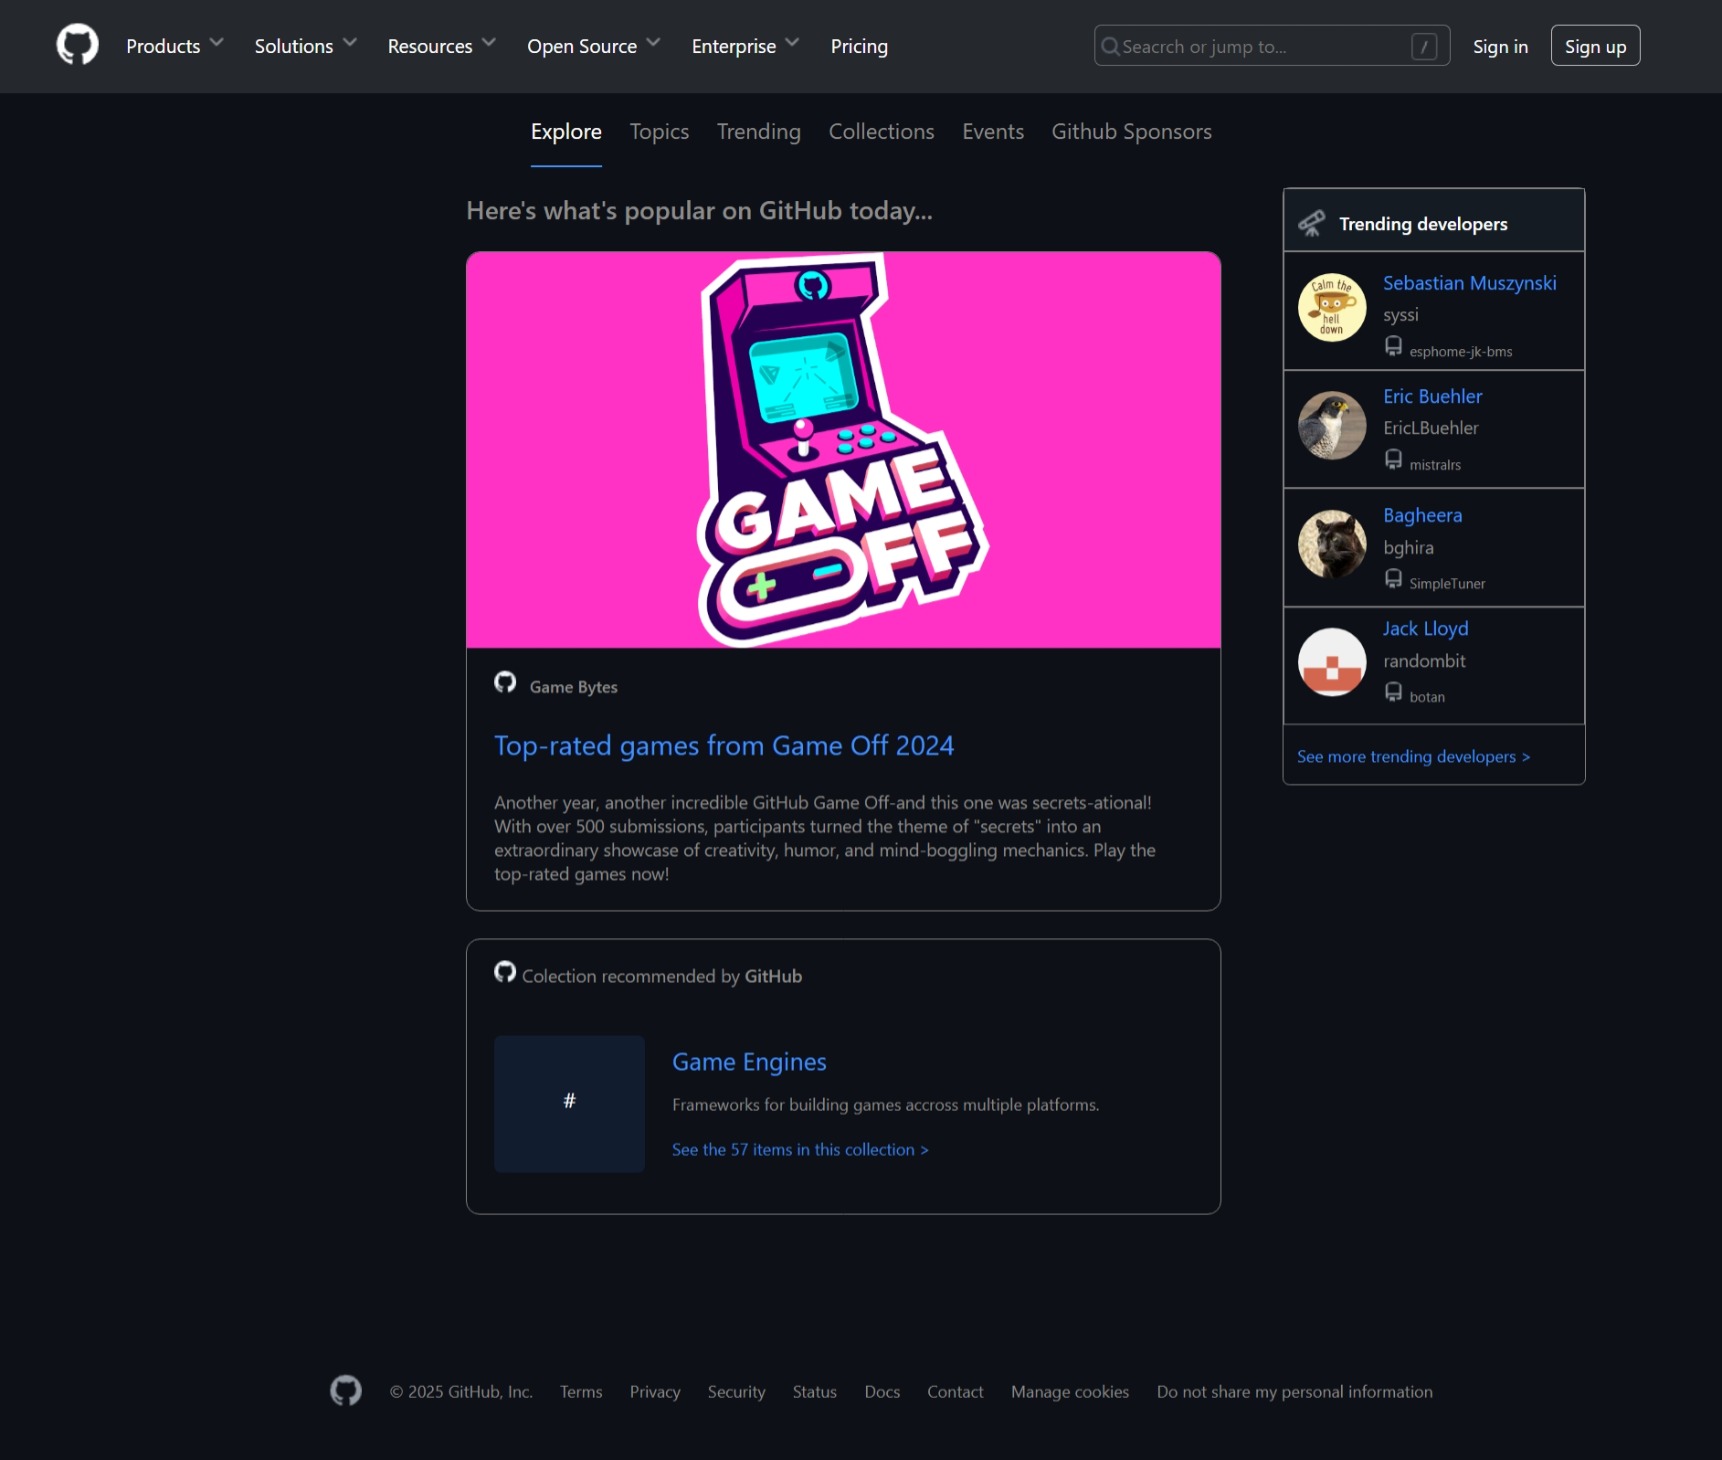 Products Solutions Resources Open Source Enterprise Pricing Seacrch or jump to... / Sign in Sign up
Explore Topics Trending Collections Events Github Sponsors
Here's what's popular on GitHub today...
GAME
OFF
Game Bytes
Top-rated games from Game Off 2024
Another year, another incredible GitHub Game Off-and this one was secrets-ational!
With over 500 submissions, participants turned the theme of "secrets" into an
extraordinary showcase of creativity, humor, and mind-boggling mechanics. Play the
top-rated games now!
Colection recommended by GitHub
#
Game Engines
Frameworks for building games accross multiple platforms.
See the 57 items in this collection >
Trending developers
Calm the
hell
down
Sebastian Muszynski
syssi
esphome-jk-bms
Eric Buehler
EricLBuehler
mistralrs
Bagheera
bghira
SimpleTuner
Jack Lloyd
randombit
botan
See more trending developers >
© 2025 GitHub, Inc. Terms Privacy Security Status Docs Contact Manage cookies Do not share my personal information